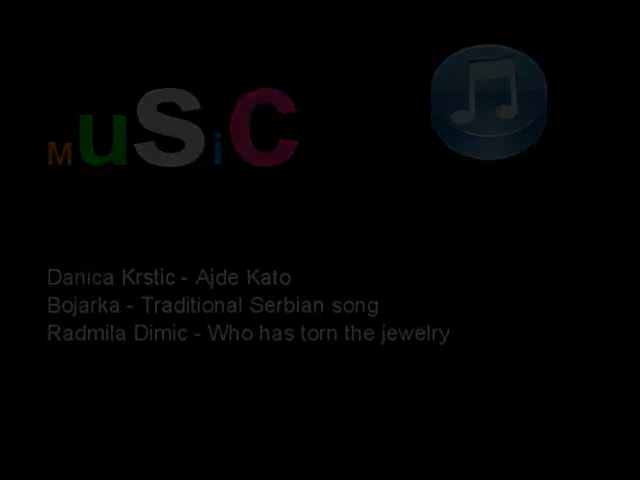 MuSiC
Danica Krstic - Ajde Kato
Bojarka - Traditional Serbian song
Radmila Dimic - Who has torn the jewelry